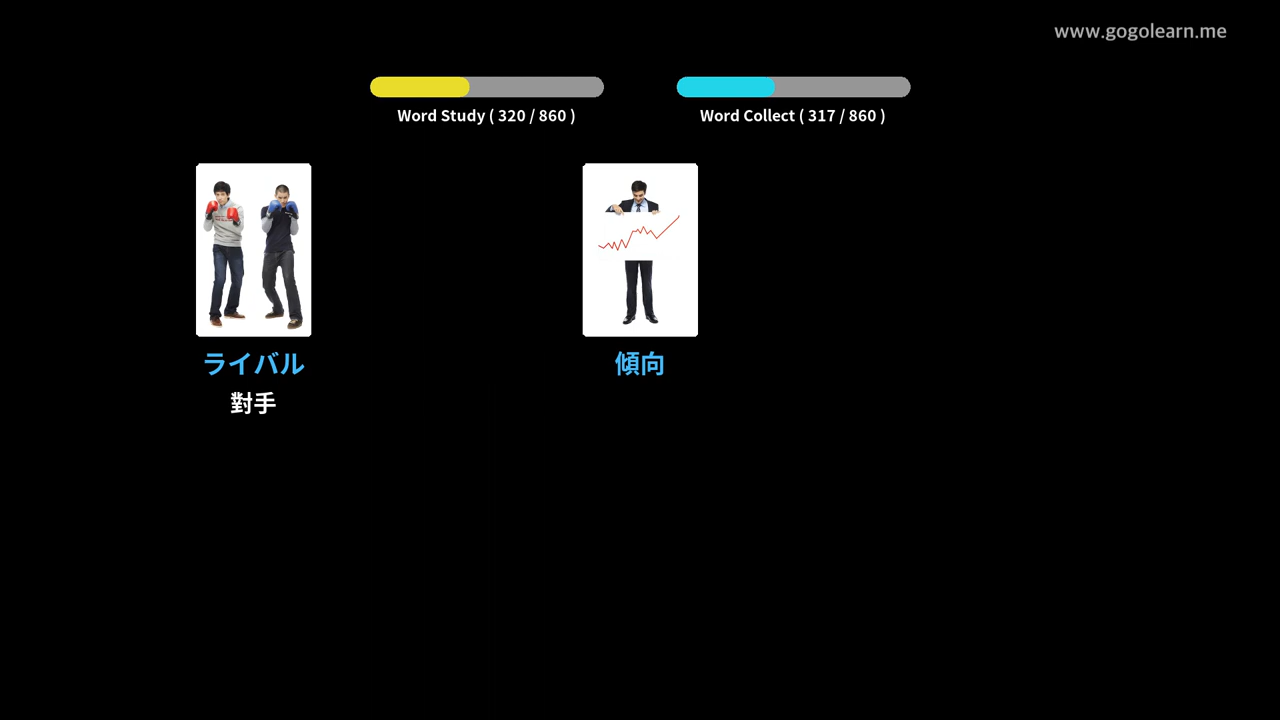 www.gogolearn.me
Word Study ( 320 / 860 )
Word Collect ( 317 / 860 )
ライバル
對手
傾向